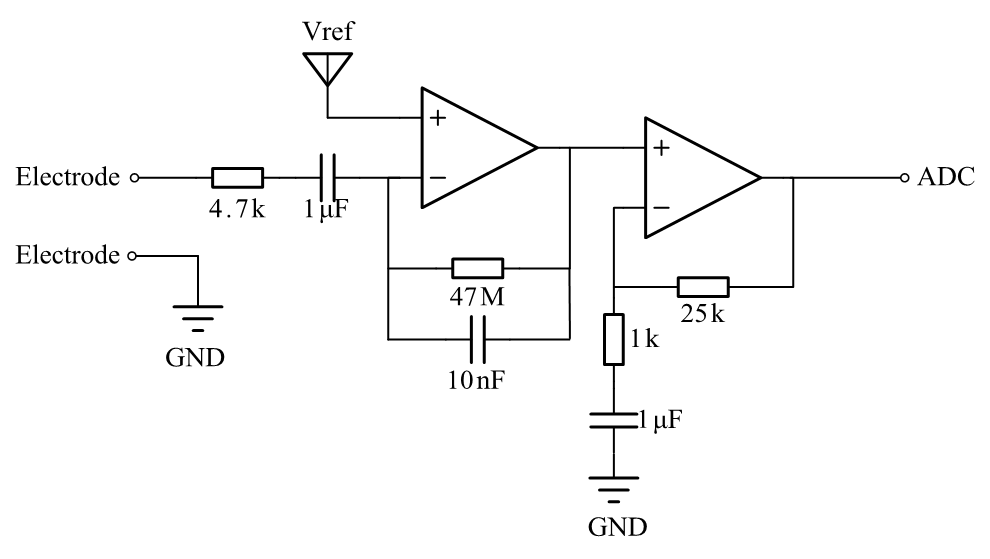 Vref
+
−
+
−
Electrode
4.7k
1μF
ADC
Electrode
47M
25k
GND
1k
10nF
1μF
GND